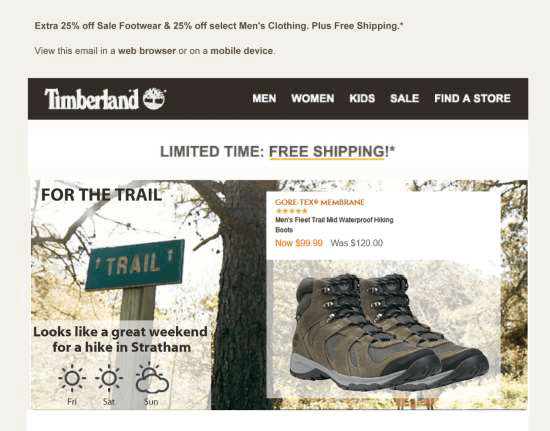 Extra 25% off Sale Footwear & 25% off select Men's Clothing. Plus Free Shipping.*
View this email in a web browser or on a mobile device.
Timberland
MEN WOMEN KIDS SALE FIND A STORE
LIMITED TIME: FREE SHIPPING!*
FOR THE TRAIL
GORE-TEX® MEMBRANE
Men's Fleet Trail Mid Waterproof Hiking
Boots
Now $99.99 Was $120.00
TRAIL
Looks like a great weekend
for a hike in Stratham
Fri Sat Sun